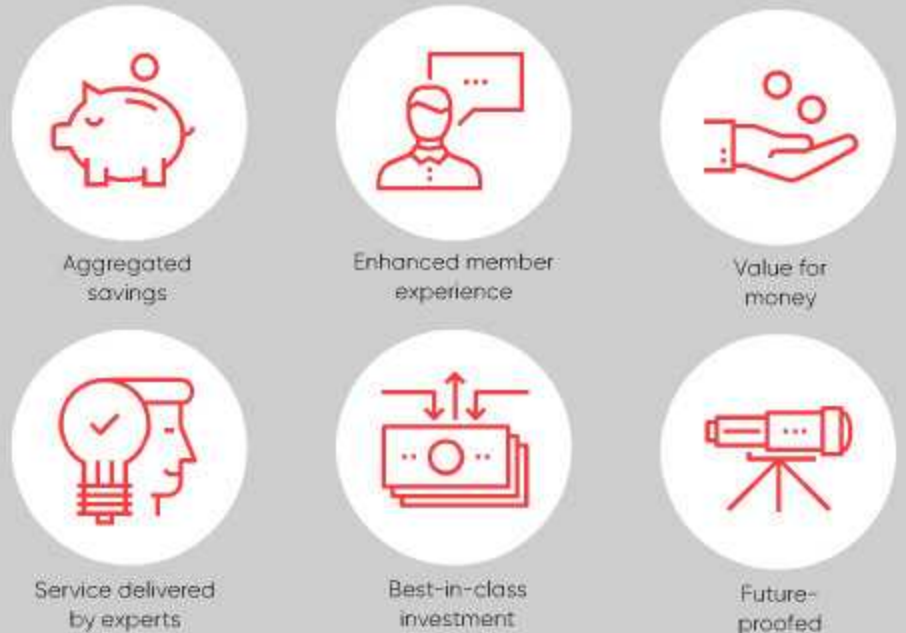 Aggregated
savings
Enhanced member
experience
Value for
money
Service delivered
by experts
Best-in-class
investment
Future-
proofed